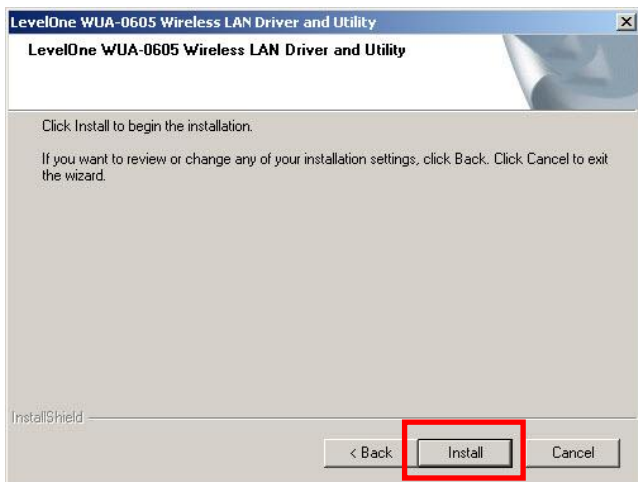 LevelOne WUA-0605 Wireless LAN Driver and Utility
LevelOne WUA-0605 Wireless LAN Driver and Utility
Click Install to begin the installation.
If you want to review or change any of your installation settings, click Back. Click Cancel to exit
the wizard.
InstallShield
< Back Install Cancel